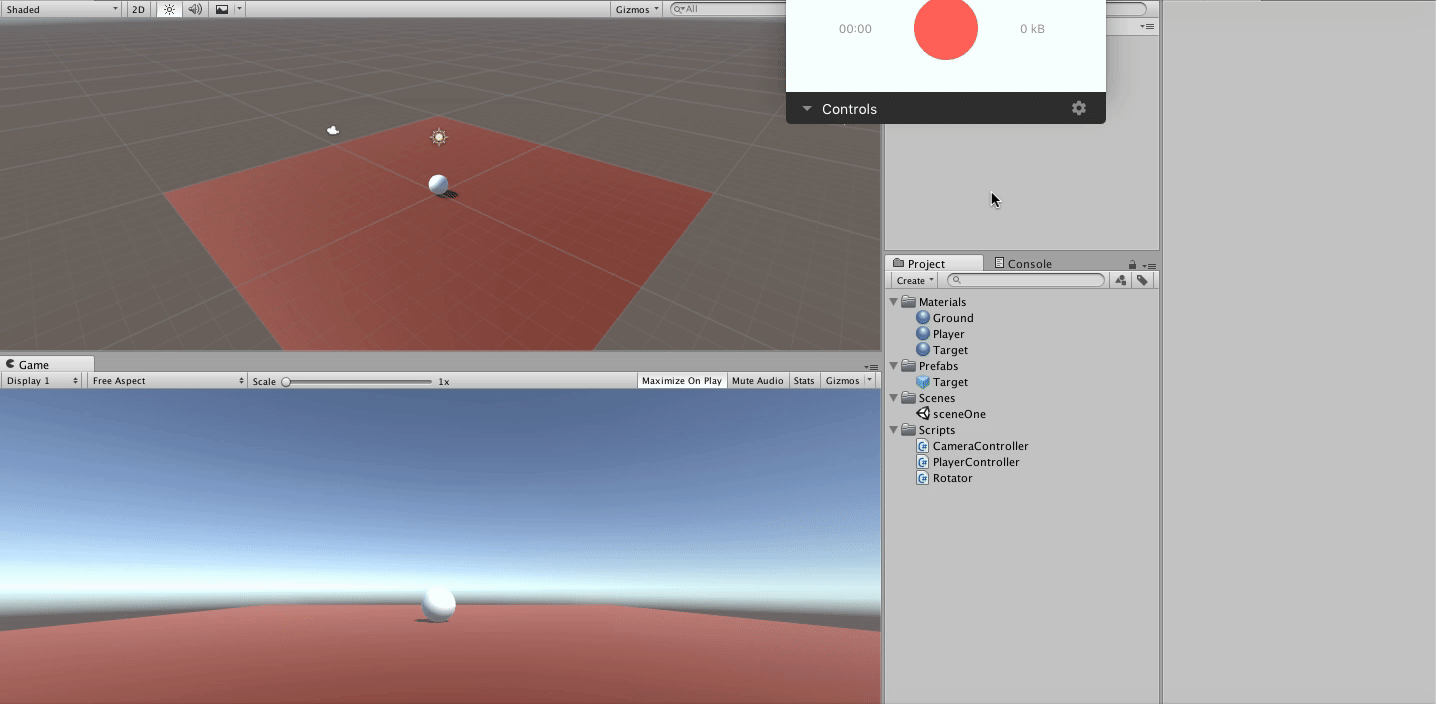 Shaded 2D Gizmos All
00:00 0 kB
Controls
Project Console
Create
Materials
Ground
Player
Target
Prefabs
Target
Scenes
sceneOne
Scripts
CameraController
PlayerController
Rotator
Game
Display 1 Free Aspect Scale 1x Maximize On Play Mute Audio Stats Gizmos